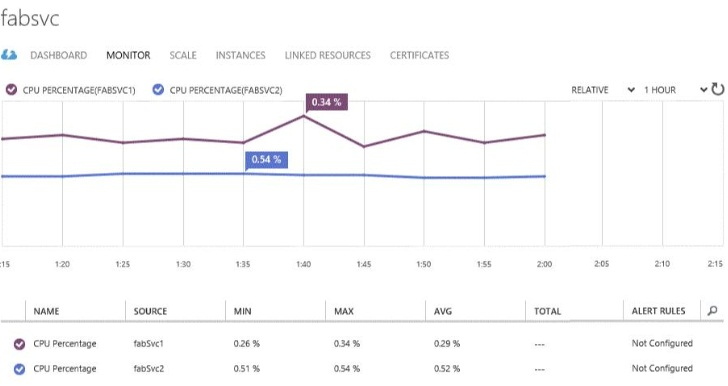 fabsvc
DASHBOARD MONITOR SCALE INSTANCES LINKED RESOURCES CERTIFICATES
CPU PERCENTAGE(FABSVC1) CPU PERCENTAGE(FABSVC2) RELATIVE 1 HOUR
0.34 %
0.54 %
:15 1:20 1:25 1:30 1:35 1:40 1:45 1:50 1:55 2:00 2:05 2:10 2:15
NAME SOURCE MIN MAX AVG TOTAL ALERT RULES
CPU Percentage fabSvc1 0.26 % 0.34 % 0.29 % --- Not Configured
CPU Percentage fabSvc2 0.51 % 0.54 % 0.52 % --- Not Configured